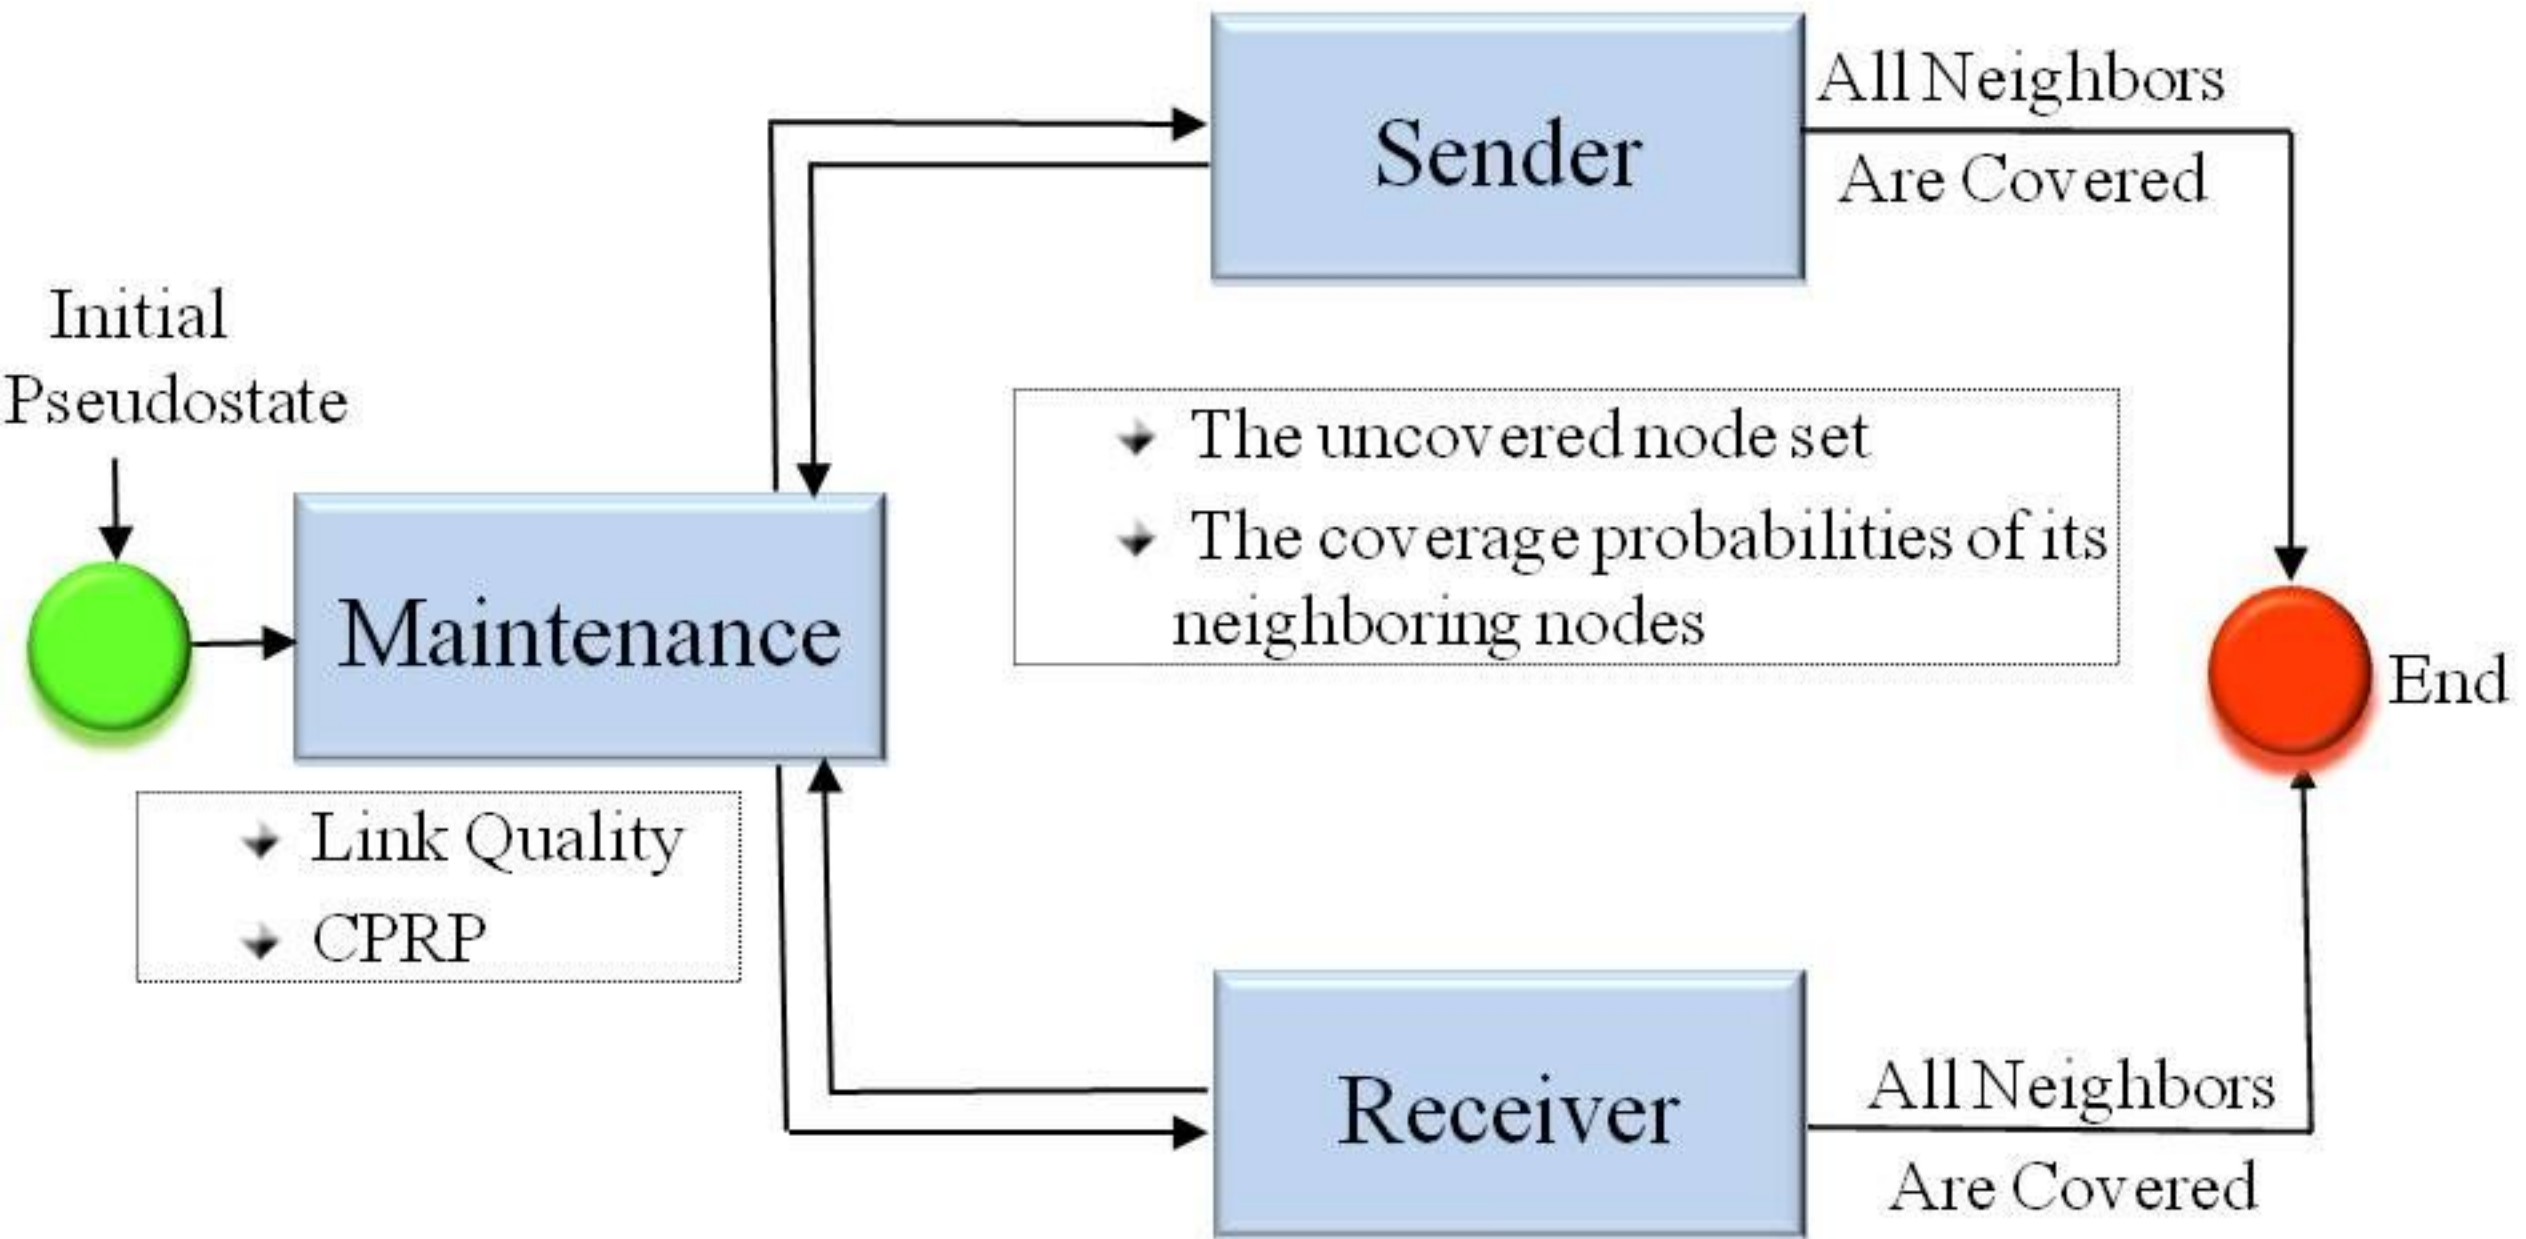 Initial
Pseudostate
Maintenance
Link Quality
CPRP
Sender
All Neighbors
Are Covered
The uncovered node set
The coverage probabilities of its
neighboring nodes
End
Receiver
All Neighbors
Are Covered